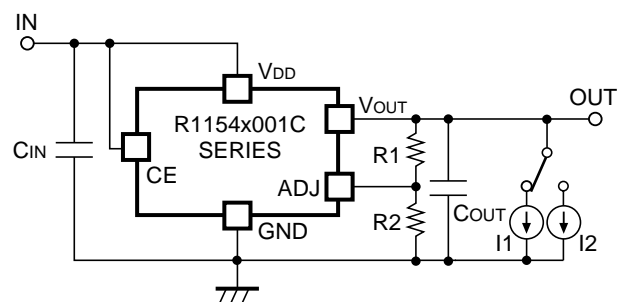 IN
VDD
VOUT
OUT
R1154x001C
SERIES
CIN
CE
R1
ADJ
R2
COUT
GND
I1
I2